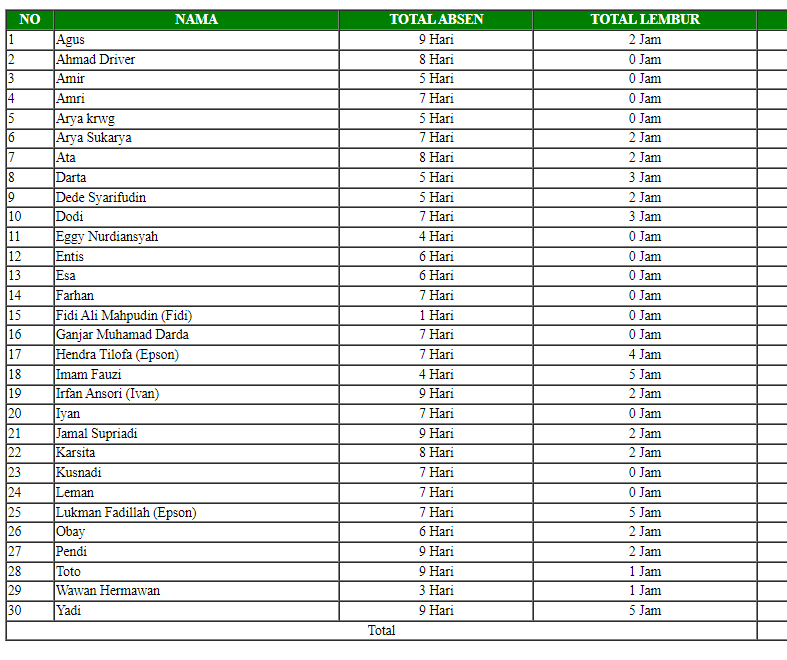 NO NAMA TOTAL ABSEN TOTAL LEMBUR
1 Agus 9 Hari 2 Jam
2 Ahmad Driver 8 Hari 0 Jam
3 Amir 5 Hari 0 Jam
4 Amri 7 Hari 0 Jam
5 Arya krwg 5 Hari 0 Jam
6 Arya Sukarya 7 Hari 2 Jam
7 Ata 8 Hari 2 Jam
8 Darta 5 Hari 3 Jam
9 Dede Syarifudin 5 Hari 2 Jam
10 Dodi 7 Hari 3 Jam
11 Eggy Nurdiansyah 4 Hari 0 Jam
12 Entis 6 Hari 0 Jam
13 Esa 6 Hari 0 Jam
14 Farhan 7 Hari 0 Jam
15 Fidi Ali Mahpudin (Fidi) 1 Hari 0 Jam
16 Ganjar Muhamad Darda 7 Hari 0 Jam
17 Hendra Tilofa (Epson) 7 Hari 4 Jam
18 Imam Fauzi 4 Hari 5 Jam
19 Irfan Ansori (Ivan) 9 Hari 2 Jam
20 Iyan 7 Hari 0 Jam
21 Jamal Supriadi 9 Hari 2 Jam
22 Karsita 8 Hari 2 Jam
23 Kusnadi 7 Hari 0 Jam
24 Leman 7 Hari 0 Jam
25 Lukman Fadillah (Epson) 7 Hari 5 Jam
26 Obay 6 Hari 2 Jam
27 Pendi 9 Hari 2 Jam
28 Toto 9 Hari 1 Jam
29 Wawan Hermawan 3 Hari 1 Jam
30 Yadi 9 Hari 5 Jam
Total